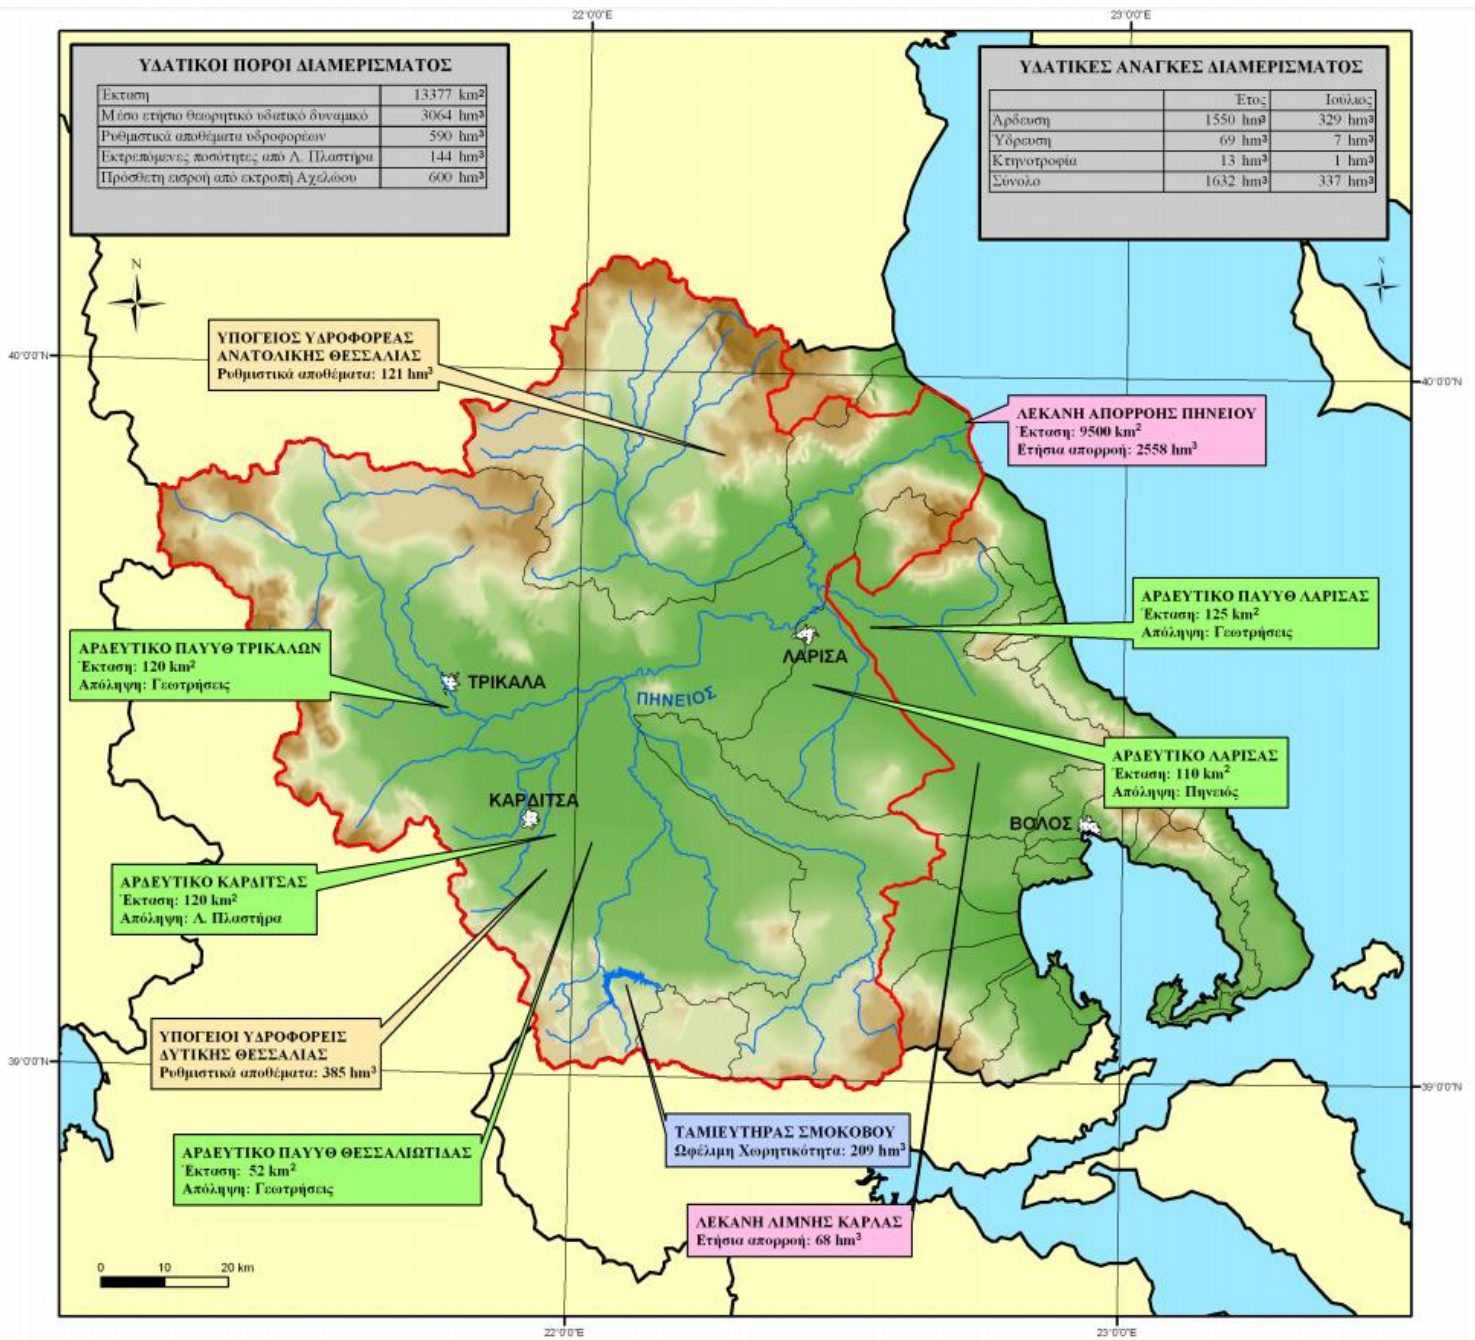 22°0'0"E
23°0'0"E
ΥΔΑΤΙΚΟΙ ΠΟΡΟΙ ΔΙΑΜΕΡΙΣΜΑΤΟΣ
Έκταση 13377 km²
Μέσο ετήσιο θεωρητικό υδατικό δυναμικό 3064 hm³
Ρυθμιστικά αποθέματα υδροφορέων 590 hm³
Εκτρεπόμενες ποσότητες από Λ. Πλαστήρα 144 hm³
Πρόσθετη εισροή από εκτροπή Αχελώου 600 hm³
ΥΔΑΤΙΚΕΣ ΑΝΑΓΚΕΣ ΔΙΑΜΕΡΙΣΜΑΤΟΣ
Έτος Ιούλιος
Άρδευση 1550 hm³ 329 hm³
Ύδρευση 69 hm³ 7 hm³
Κτηνοτροφία 13 hm³ 1 hm³
Σύνολο 1632 hm³ 337 hm³
N
N
40°0'0"N
40°0'0"N
ΥΠΟΓΕΙΟΣ ΥΔΡΟΦΟΡΕΑΣ
ΑΝΑΤΟΛΙΚΗΣ ΘΕΣΣΑΛΙΑΣ
Ρυθμιστικά αποθέματα: 121 hm³
ΛΕΚΑΝΗ ΑΠΟΡΡΟΗΣ ΠΗΝΕΙΟΥ
Έκταση: 9500 km²
Ετήσια απορροή: 2558 hm³
ΑΡΔΕΥΤΙΚΟ ΠΑΥΥΘ ΛΑΡΙΣΑΣ
Έκταση: 125 km²
Απόληψη: Γεωτρήσεις
ΑΡΔΕΥΤΙΚΟ ΠΑΥΥΘ ΤΡΙΚΑΛΩΝ
Έκταση: 120 km²
Απόληψη: Γεωτρήσεις
ΛΑΡΙΣΑ
ΤΡΙΚΑΛΑ
ΠΗΝΕΙΟΣ
ΑΡΔΕΥΤΙΚΟ ΛΑΡΙΣΑΣ
Έκταση: 110 km²
Απόληψη: Πηνειός
ΚΑΡΔΙΤΣΑ
ΒΟΛΟΣ
ΑΡΔΕΥΤΙΚΟ ΚΑΡΔΙΤΣΑΣ
Έκταση: 120 km²
Απόληψη: Λ. Πλαστήρα
ΥΠΟΓΕΙΟΙ ΥΔΡΟΦΟΡΕΙΣ
ΔΥΤΙΚΗΣ ΘΕΣΣΑΛΙΑΣ
Ρυθμιστικά αποθέματα: 385 hm³
39°0'0"N
39°0'0"N
ΤΑΜΙΕΥΤΗΡΑΣ ΣΜΟΚΟΒΟΥ
Ωφέλιμη Χωρητικότητα: 209 hm³
ΑΡΔΕΥΤΙΚΟ ΠΑΥΥΘ ΘΕΣΣΑΛΙΩΤΙΔΑΣ
Έκταση: 52 km²
Απόληψη: Γεωτρήσεις
ΛΕΚΑΝΗ ΛΙΜΝΗΣ ΚΑΡΛΑΣ
Ετήσια απορροή: 68 hm³
0 10 20 km
22°0'0"E
23°0'0"E